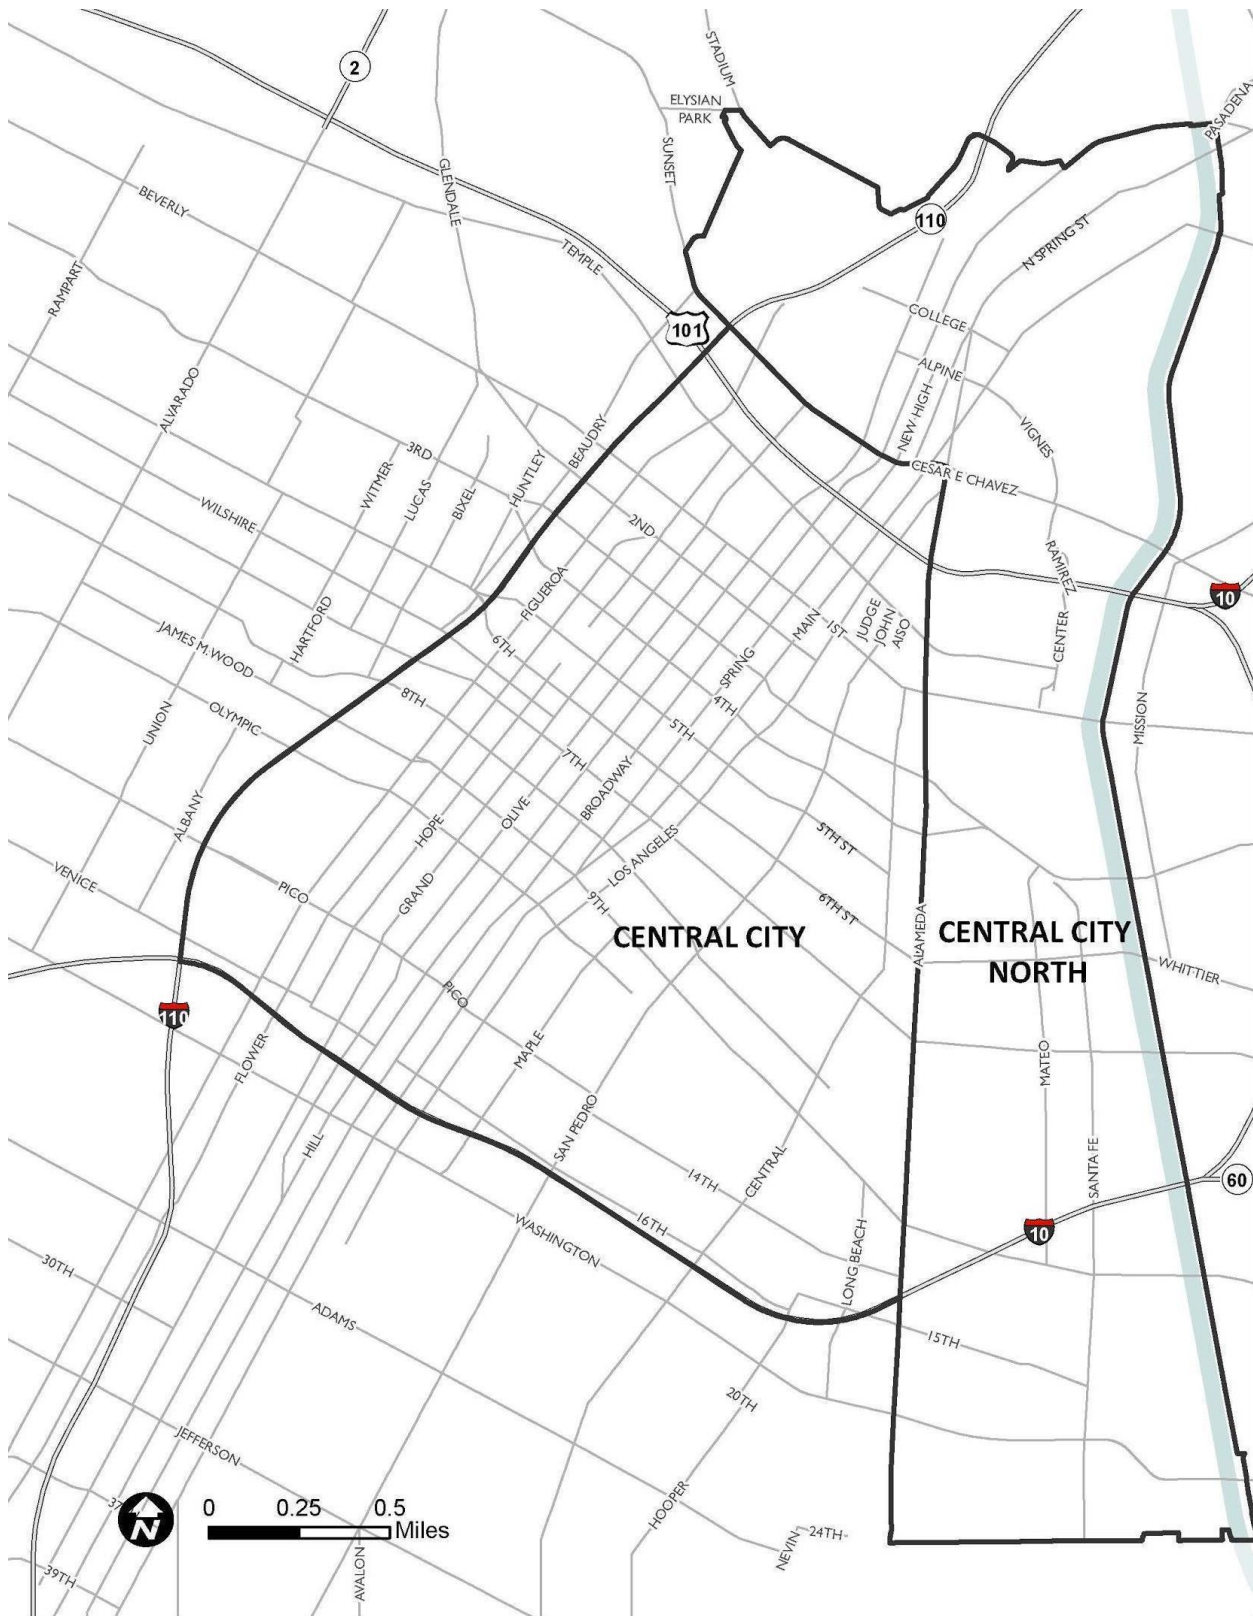 2
STADIUM
ELYSIAN
PARK
PASADENA
SUNSET
GLENDALE
BEVERLY
110
N SPRING ST
TEMPLE
RAMPART
COLLEGE
101
ALPINE
ALVARADO
NEW HIGH
VIGNES
BEAUDRY
3RD
CESAR E CHAVEZ
WITMER
HUNTLEY
LUCAS
BIXEL
WILSHIRE
2ND
RAMIREZ
FIGUEROA
10
HARTFORD
JUDGE
JOHN
AISO
MAIN
1ST
CENTER
JAMES M.WOOD
6TH
SPRING
8TH
4TH
UNION
OLYMPIC
5TH
MISSION
7TH
BROADWAY
ALBANY
HOPE
OLIVE
5TH ST
LOS ANGELES
VENICE
PICO
GRAND
9TH
6TH ST
CENTRAL CITY
ALAMEDA
CENTRAL CITY
NORTH
WHITTIER
PICO
110
FLOWER
MAPLE
MATEO
SAN PEDRO
HILL
14TH
CENTRAL
SANTA FE
60
16TH
WASHINGTON
10
30TH
LONG BEACH
ADAMS
15TH
20TH
JEFFERSON
HOOPER
37
N
0 0.25 0.5
Miles
24TH
NEVIN
39TH
AVALON